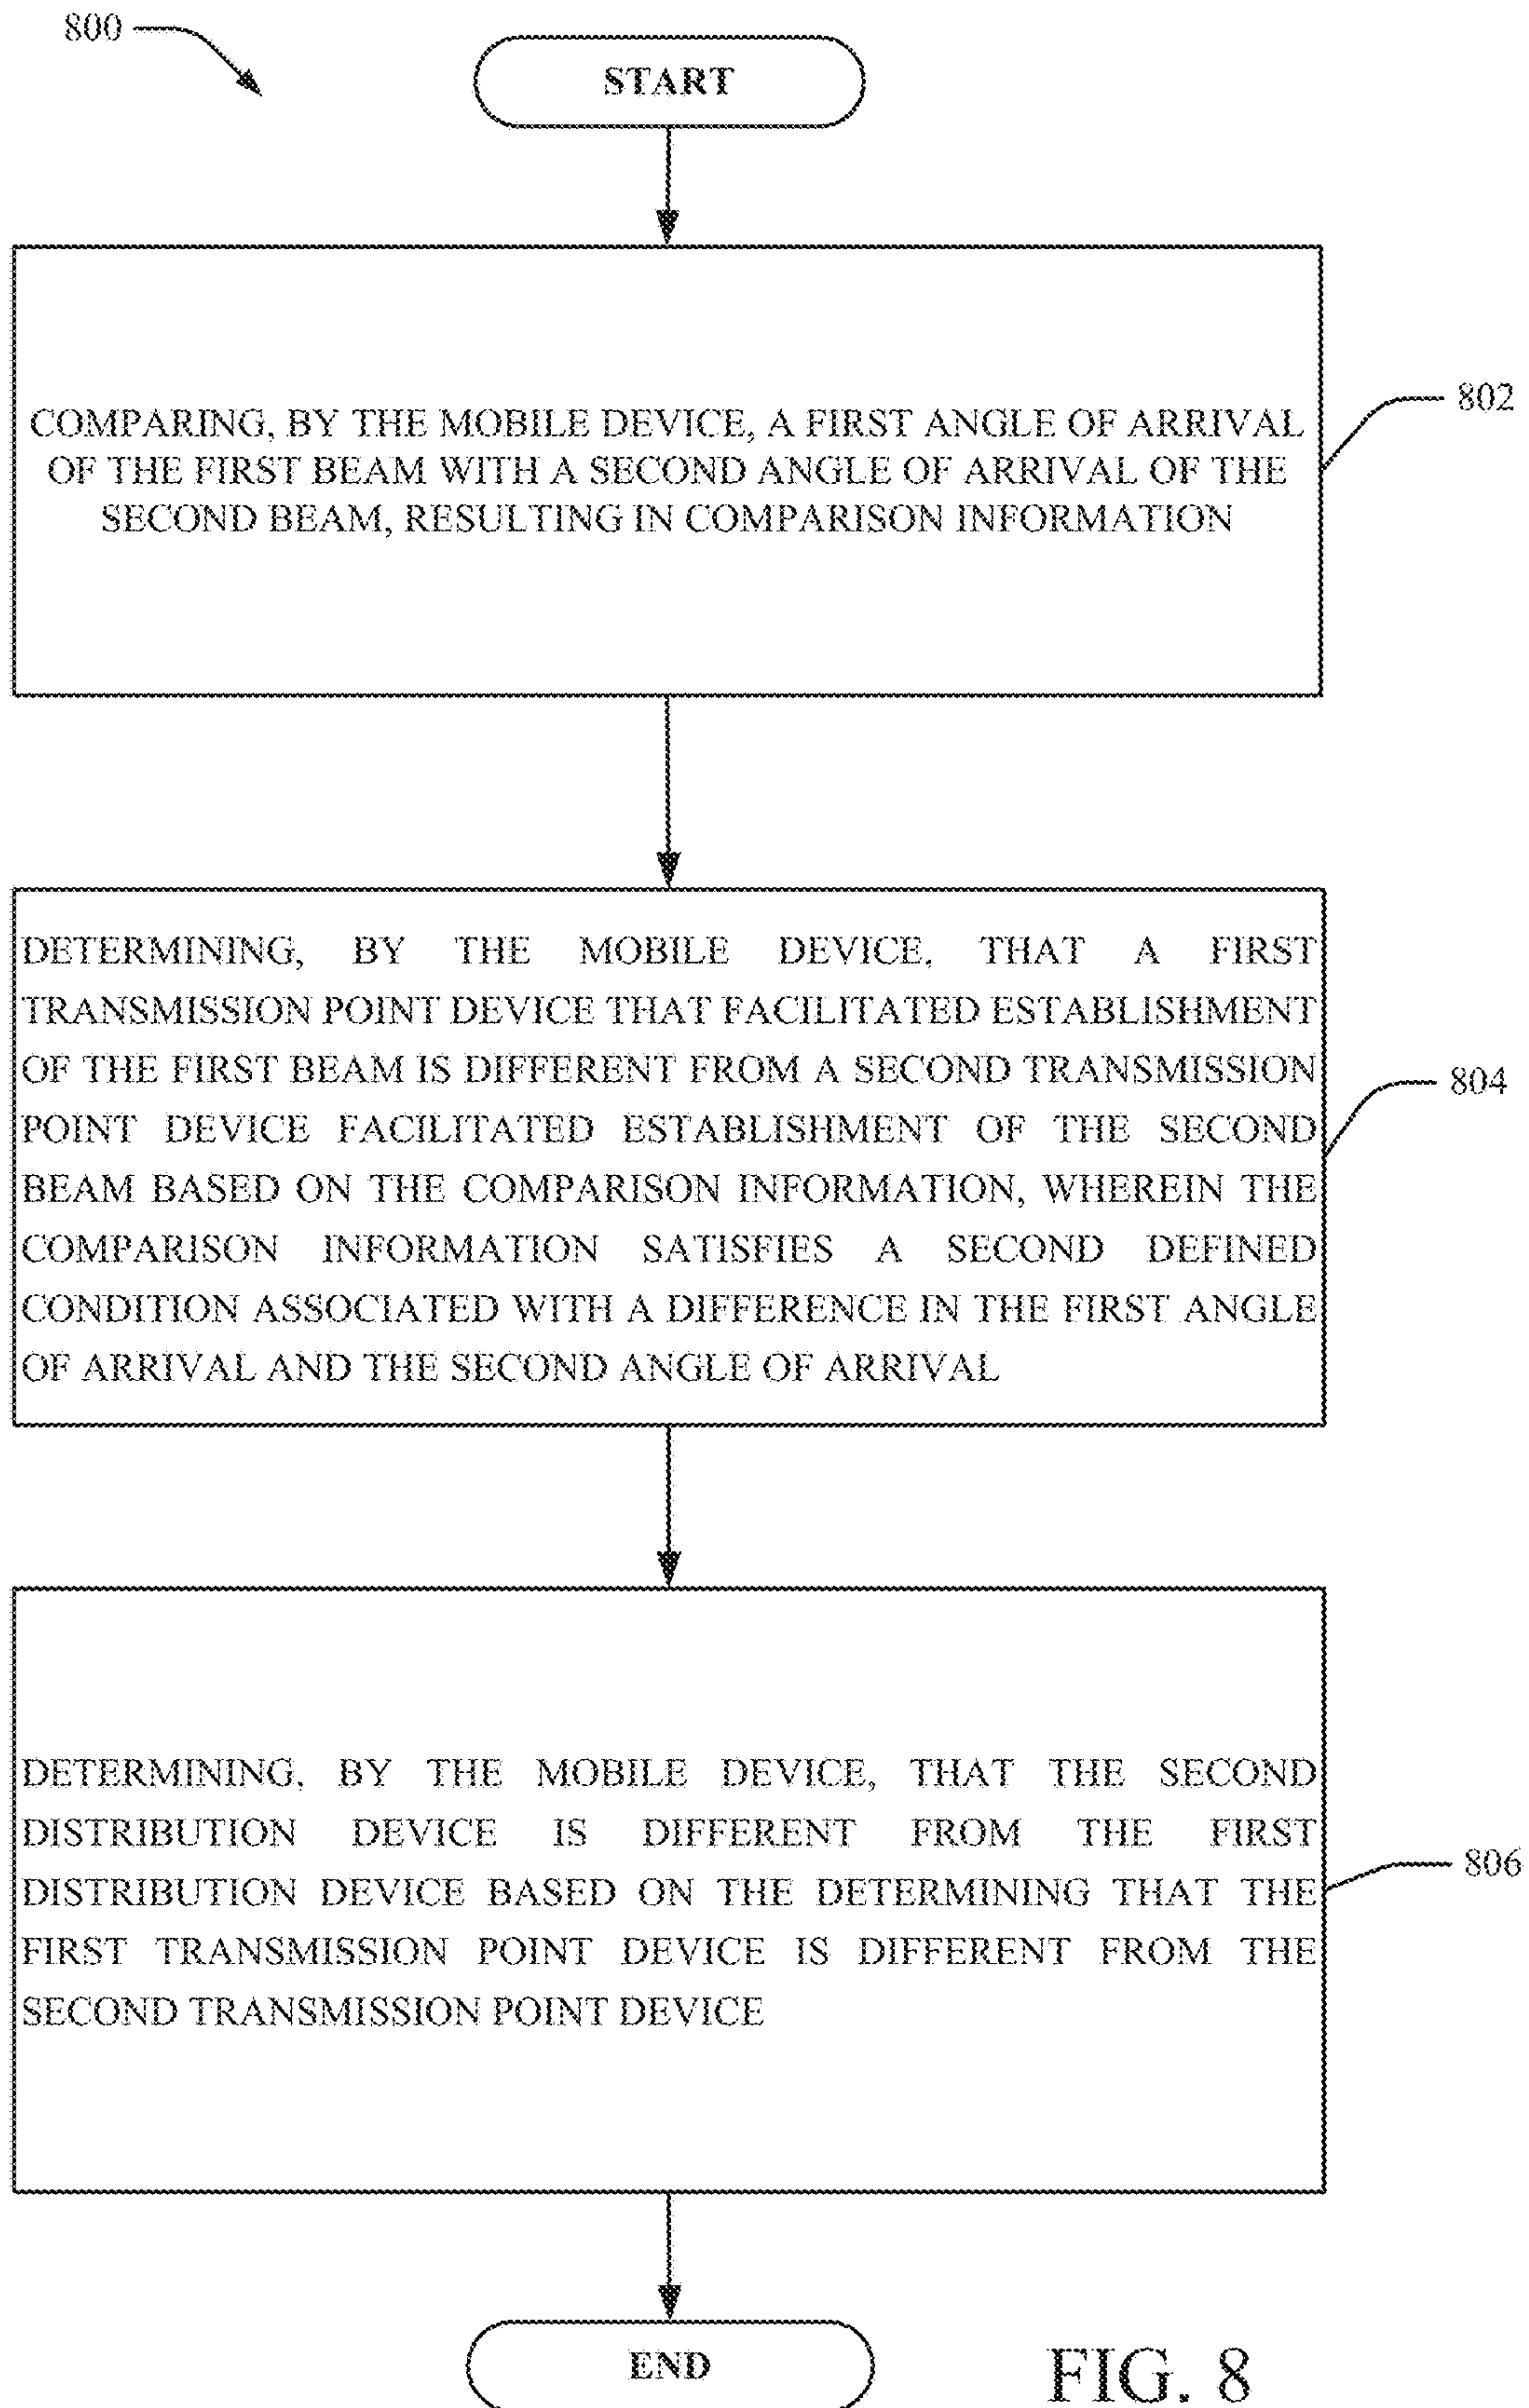 800
START
COMPARING, BY THE MOBILE DEVICE, A FIRST ANGLE OF ARRIVAL
OF THE FIRST BEAM WITH A SECOND ANGLE OF ARRIVAL OF THE
SECOND BEAM, RESULTING IN COMPARISON INFORMATION
802
DETERMINING, BY THE MOBILE DEVICE, THAT A FIRST
TRANSMISSION POINT DEVICE THAT FACILITATED ESTABLISHMENT
OF THE FIRST BEAM IS DIFFERENT FROM A SECOND TRANSMISSION
POINT DEVICE FACILITATED ESTABLISHMENT OF THE SECOND
BEAM BASED ON THE COMPARISON INFORMATION, WHEREIN THE
COMPARISON INFORMATION SATISFIES A SECOND DEFINED
CONDITION ASSOCIATED WITH A DIFFERENCE IN THE FIRST ANGLE
OF ARRIVAL AND THE SECOND ANGLE OF ARRIVAL
804
DETERMINING, BY THE MOBILE DEVICE, THAT THE SECOND
DISTRIBUTION DEVICE IS DIFFERENT FROM THE FIRST
DISTRIBUTION DEVICE BASED ON THE DETERMINING THAT THE
FIRST TRANSMISSION POINT DEVICE IS DIFFERENT FROM THE
SECOND TRANSMISSION POINT DEVICE
806
END
FIG. 8